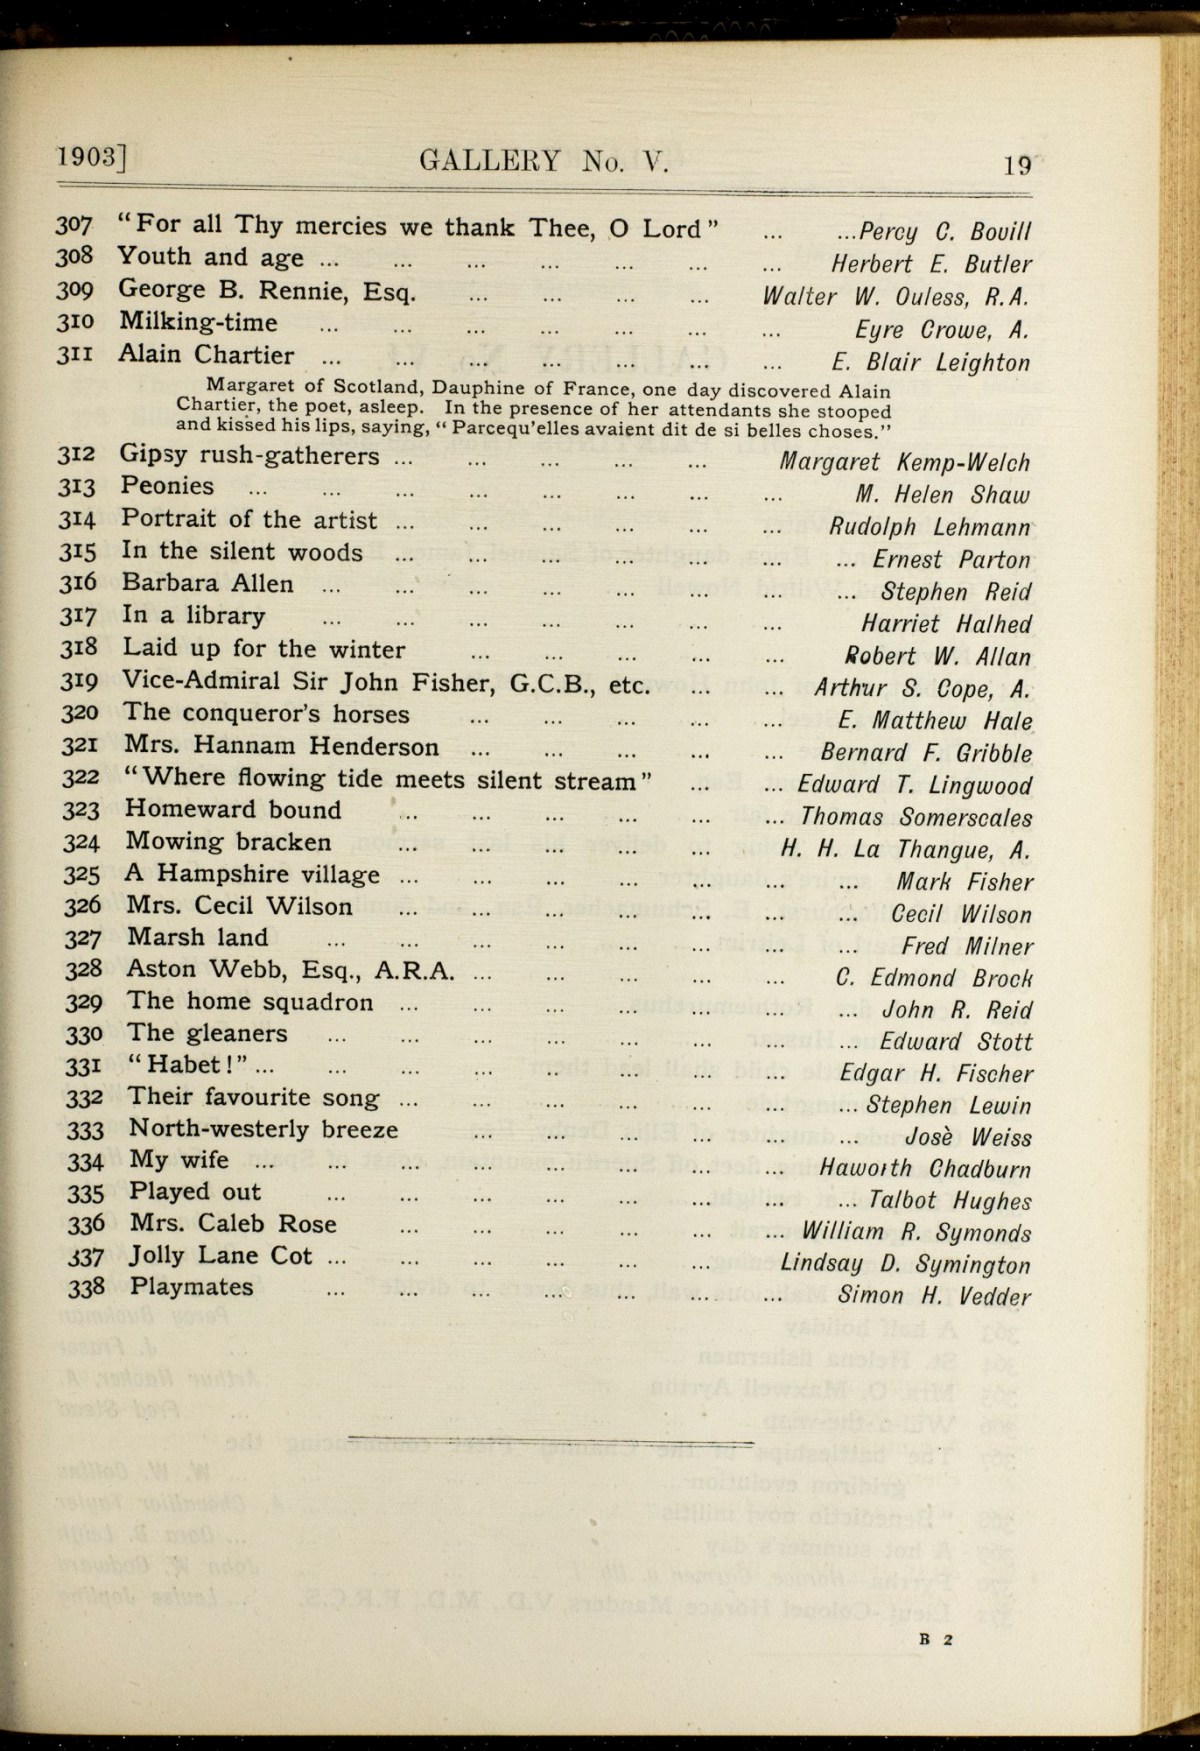 1903] GALLERY No. V. 19
307 “For all Thy mercies we thank Thee, O Lord” ... ...Percy C. Bovill
308 Youth and age ... ... ... ... ... ... ... Herbert E. Butler
309 George B. Rennie, Esq. ... ... ... ... Walter W. Ouless, R.A.
310 Milking-time ... ... ... ... ... ... ... Eyre Crowe, A.
311 Alain Chartier ... ... ... ... ... ... ... E. Blair Leighton
Margaret of Scotland, Dauphine of France, one day discovered Alain
Chartier, the poet, asleep. In the presence of her attendants she stooped
and kissed his lips, saying, “Parcequ'elles avaient dit de si belles choses.”
312 Gipsy rush-gatherers ... ... ... ... ... Margaret Kemp-Welch
313 Peonies ... ... ... ... ... ... ... ... M. Helen Shaw
314 Portrait of the artist ... ... ... ... ... ... Rudolph Lehmann
315 In the silent woods ... ... ... ... ... ... ... Ernest Parton
316 Barbara Allen ... ... ... ... ... ... ... ... Stephen Reid
317 In a library ... ... ... ... ... ... ... Harriet Halhed
318 Laid up for the winter ... ... ... ... ... Robert W. Allan
319 Vice-Admiral Sir John Fisher, G.C.B., etc. ... ... Arthur S. Cope, A.
320 The conqueror's horses ... ... ... ... ... E. Matthew Hale
321 Mrs. Hannam Henderson ... ... ... ... ... Bernard F. Gribble
322 “Where flowing tide meets silent stream” ... ... Edward T. Lingwood
323 Homeward bound ... ... ... ... ... ... Thomas Somerscales
324 Mowing bracken ... ... ... ... ... H. H. La Thangue, A.
325 A Hampshire village ... ... ... ... ... ... ... Mark Fisher
326 Mrs. Cecil Wilson ... ... ... ... ... ... ... Cecil Wilson
327 Marsh land ... ... ... ... ... ... ... ... Fred Milner
328 Aston Webb, Esq., A.R.A. ... ... ... ... ... C. Edmond Brock
329 The home squadron ... ... ... ... ... ... ... John R. Reid
330 The gleaners ... ... ... ... ... ... ... ... Edward Stott
331 “Habet!”... ... ... ... ... ... ... ... Edgar H. Fischer
332 Their favourite song ... ... ... ... ... ... ... Stephen Lewin
333 North-westerly breeze ... ... ... ... ... ... Josè Weiss
334 My wife ... ... ... ... ... ... ... ... Haworth Chadburn
335 Played out ... ... ... ... ... ... ... ... Talbot Hughes
336 Mrs. Caleb Rose ... ... ... ... ... ... William R. Symonds
337 Jolly Lane Cot ... ... ... ... ... ... Lindsay D. Symington
338 Playmates ... ... ... ... ... ... ... Simon H. Vedder
B 2